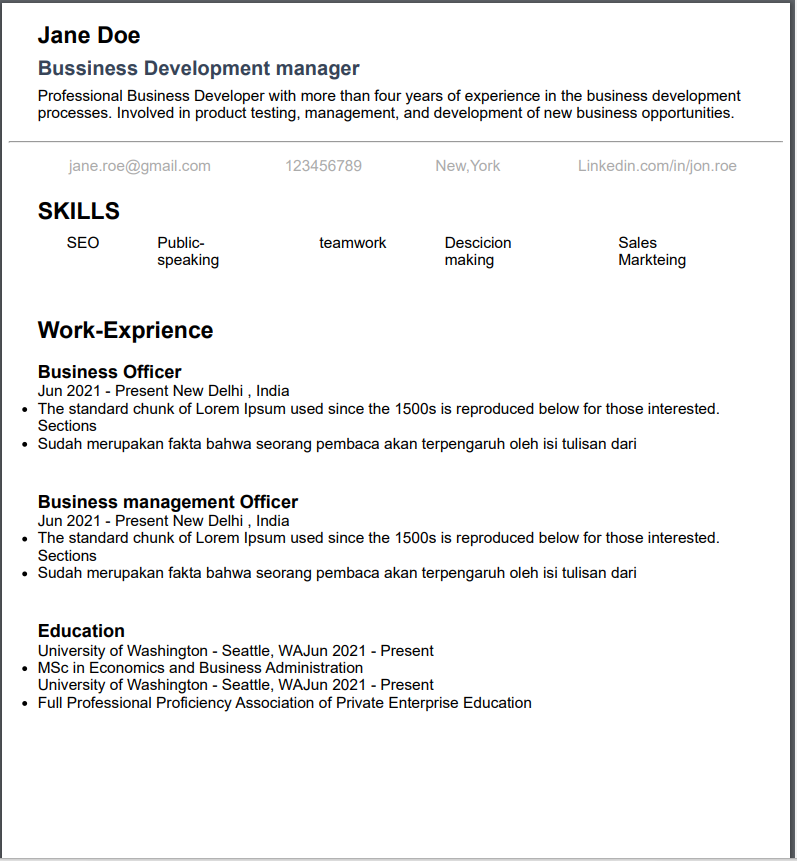 Jane Doe
Bussiness Development manager
Professional Business Developer with more than four years of experience in the business development
processes. Involved in product testing, management, and development of new business opportunities.
jane.roe@gmail.com 123456789 New,York Linkedin.com/in/jon.roe
SKILLS
SEO Public-speaking teamwork Descicion making Sales Markteing
Work-Exprience
Business Officer
Jun 2021 - Present New Delhi , India
• The standard chunk of Lorem Ipsum used since the 1500s is reproduced below for those interested.
Sections
• Sudah merupakan fakta bahwa seorang pembaca akan terpengaruh oleh isi tulisan dari
Business management Officer
Jun 2021 - Present New Delhi , India
• The standard chunk of Lorem Ipsum used since the 1500s is reproduced below for those interested.
Sections
• Sudah merupakan fakta bahwa seorang pembaca akan terpengaruh oleh isi tulisan dari
Education
University of Washington - Seattle, WAJun 2021 - Present
• MSc in Economics and Business Administration
University of Washington - Seattle, WAJun 2021 - Present
• Full Professional Proficiency Association of Private Enterprise Education